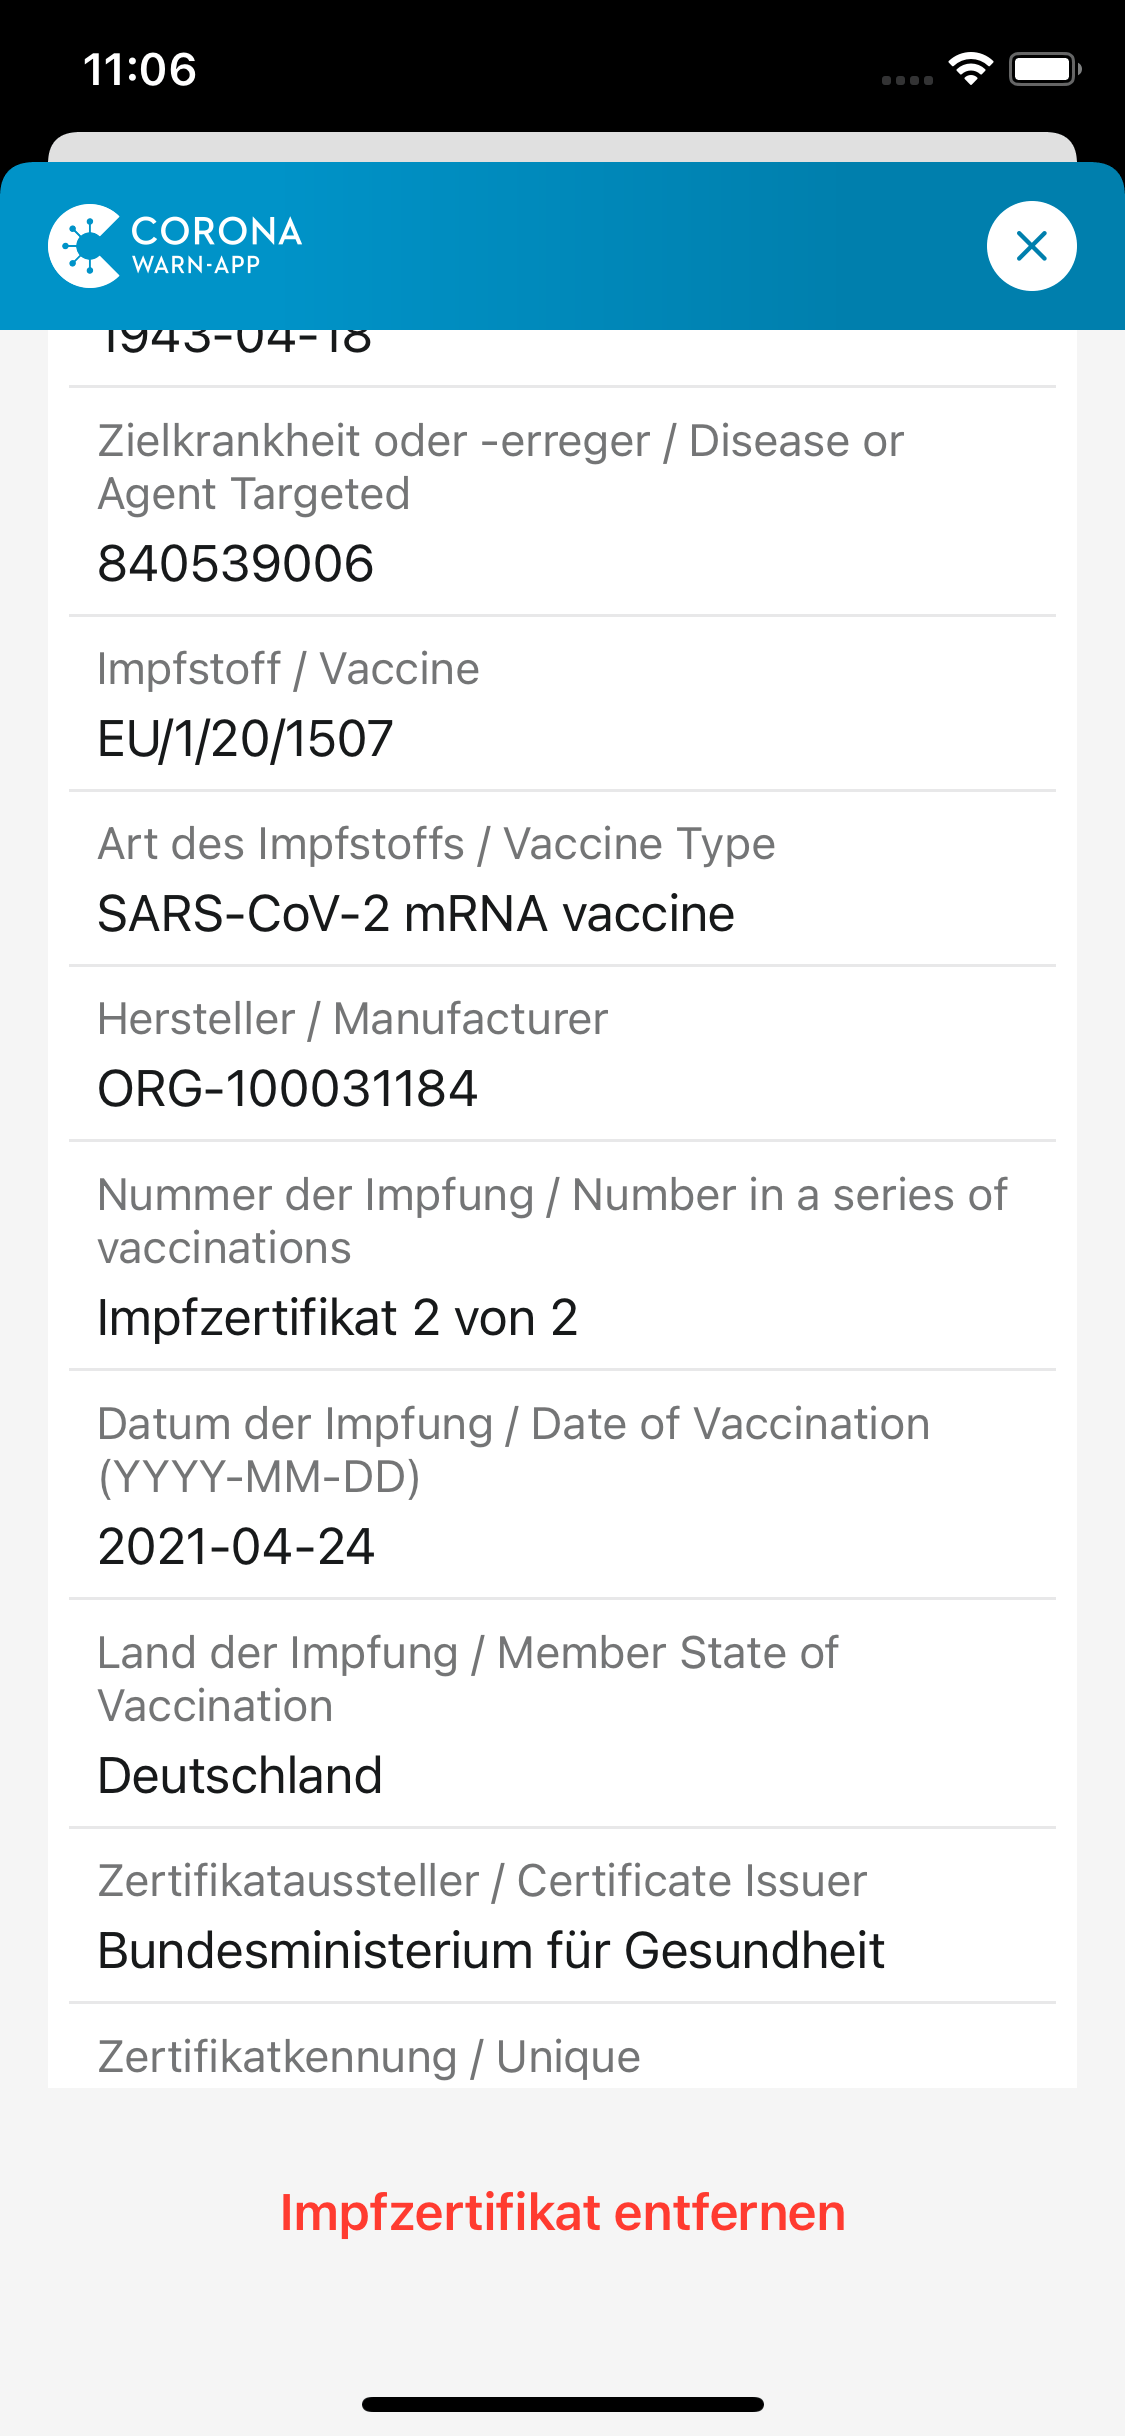 11:06
CORONA
WARN-APP
1943-04-18
Zielkrankheit oder -erreger / Disease or
Agent Targeted
840539006
Impfstoff / Vaccine
EU/1/20/1507
Art des Impfstoffs / Vaccine Type
SARS-CoV-2 mRNA vaccine
Hersteller / Manufacturer
ORG-100031184
Nummer der Impfung / Number in a series of
vaccinations
Impfzertifikat 2 von 2
Datum der Impfung / Date of Vaccination
(YYYY-MM-DD)
2021-04-24
Land der Impfung / Member State of
Vaccination
Deutschland
Zertifikataussteller / Certificate Issuer
Bundesministerium für Gesundheit
Zertifikatkennung / Unique
Impfzertifikat entfernen